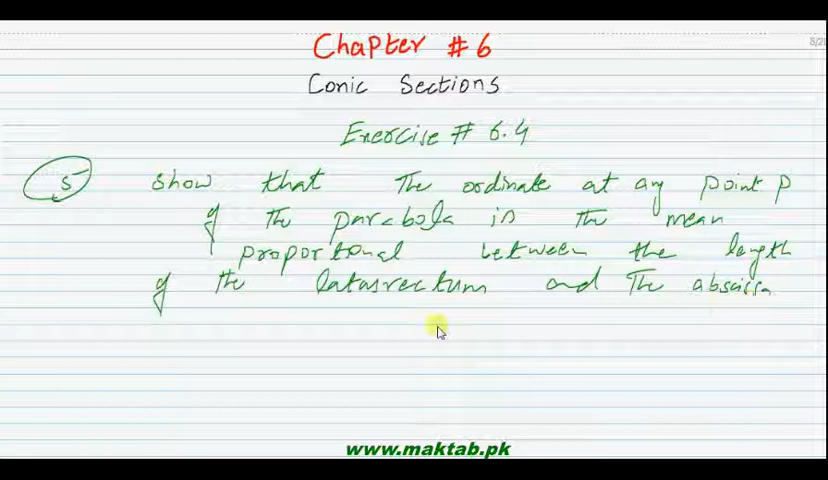 Chapter # 6
Conic Sections
Exercise # 6.4
5 show that the ordinate at any point P
of the parabola is the mean
proportional between the length
of the latusrectum and the abscissa
www.maktab.pk